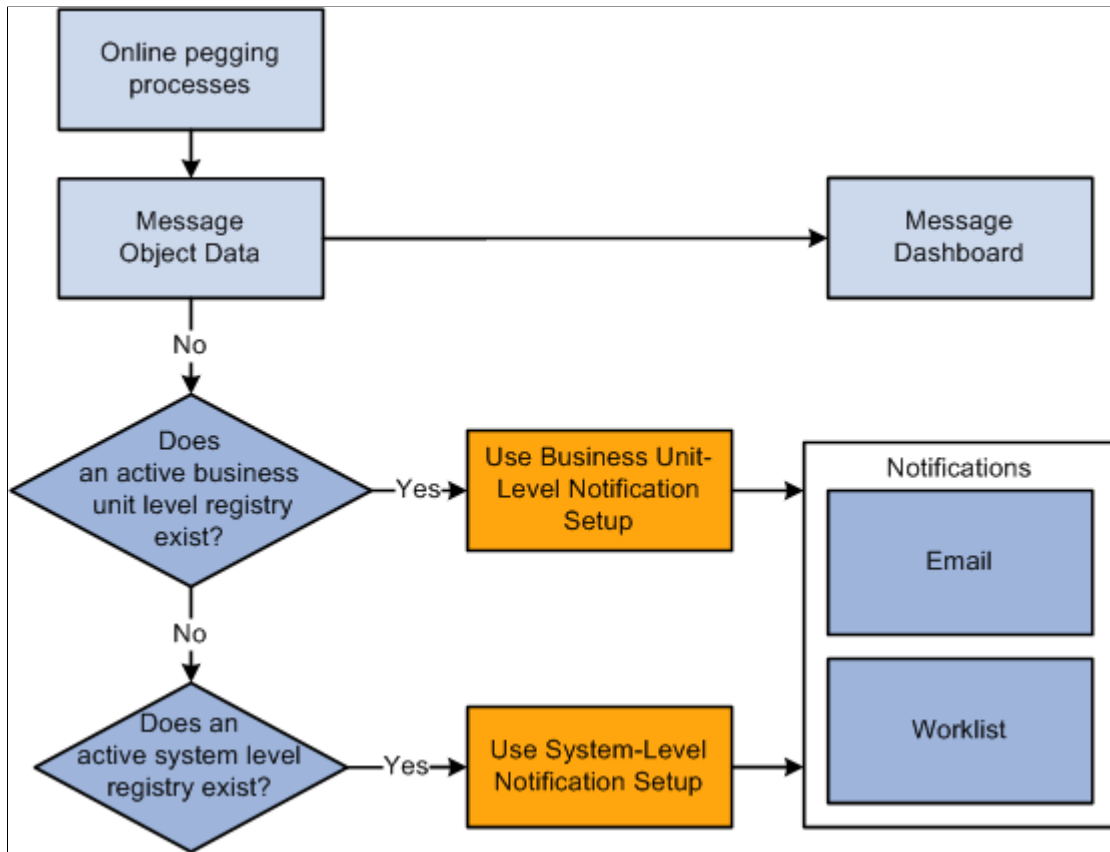 Online pegging
processes
Message
Object Data
Message
Dashboard
No
Does
an active business
unit level registry
exist?
Yes
Use Business Unit-
Level Notification
Setup
Notifications
Email
No
Does an
active system level
registry exist?
Yes
Use System-Level
Notification Setup
Worklist